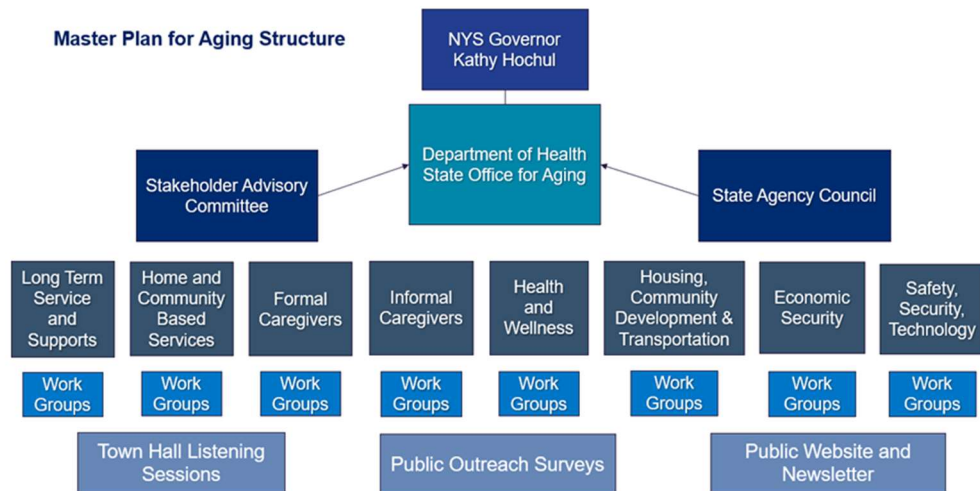 Master Plan for Aging Structure
NYS Governor
Kathy Hochul
Department of Health
State Office for Aging
Stakeholder Advisory
Committee
State Agency Council
Long Term
Service
and
Supports
Home and
Community
Based
Services
Formal
Caregivers
Informal
Caregivers
Health
and
Wellness
Housing,
Community
Development &
Transportation
Economic
Security
Safety,
Security,
Technology
Work
Groups
Work
Groups
Work
Groups
Work
Groups
Work
Groups
Work
Groups
Work
Groups
Work
Groups
Town Hall Listening
Sessions
Public Outreach Surveys
Public Website and
Newsletter